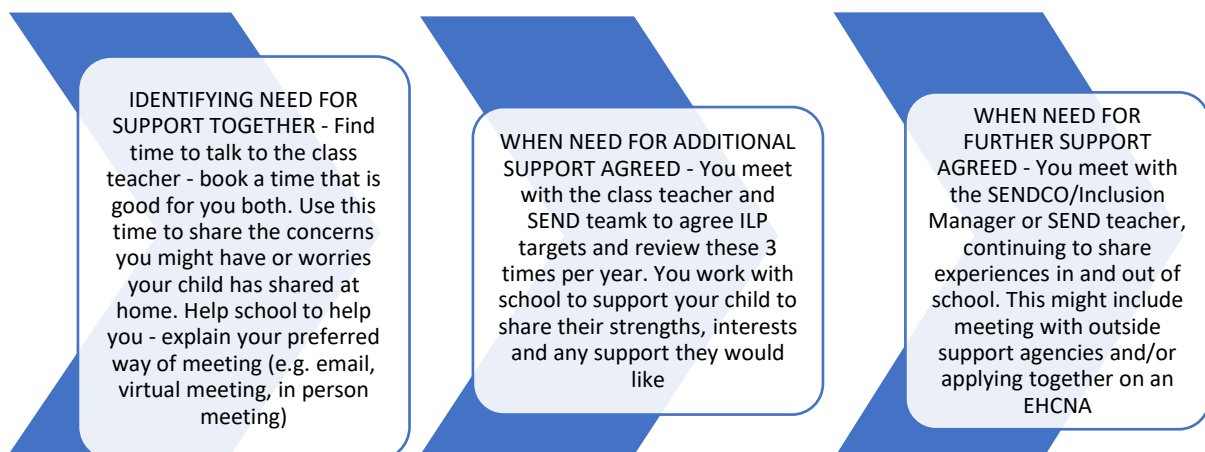 IDENTIFYING NEED FOR
SUPPORT TOGETHER - Find
time to talk to the class
teacher - book a time that is
good for you both. Use this
time to share the concerns
you might have or worries
your child has shared at
home. Help school to help
you - explain your preferred
way of meeting (e.g. email,
virtual meeting, in person
meeting)
WHEN NEED FOR ADDITIONAL
SUPPORT AGREED - You meet
with the class teacher and
SEND teamk to agree ILP
targets and review these 3
times per year. You work with
school to support your child to
share their strengths, interests
and any support they would
like
WHEN NEED FOR
FURTHER SUPPORT
AGREED - You meet with
the SENDCO/Inclusion
Manager or SEND teacher,
continuing to share
experiences in and out of
school. This might include
meeting with outside
support agencies and/or
applying together on an
EHCNA